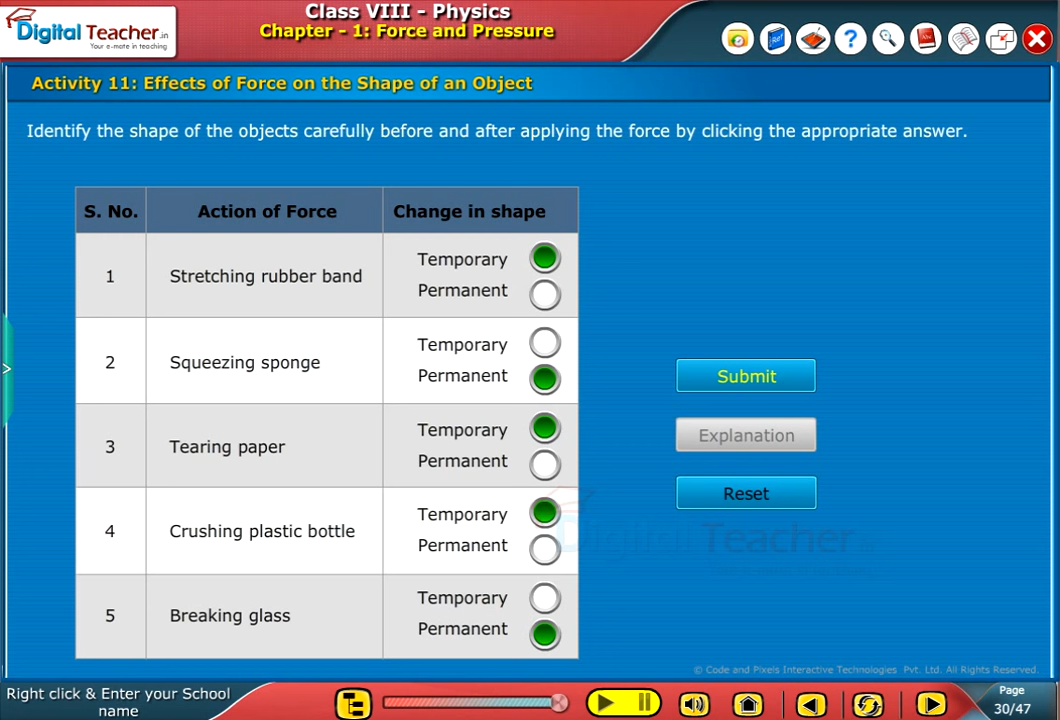 Class VIII - Physics
Chapter - 1: Force and Pressure
Digital Teacher.in
Your e-mate in teaching
Ref
?
Abc
Activity 11: Effects of Force on the Shape of an Object
Identify the shape of the objects carefully before and after applying the force by clicking the appropriate answer.
S. No. Action of Force Change in shape
1 Stretching rubber band Temporary
Permanent
2 Squeezing sponge Temporary
Permanent
3 Tearing paper Temporary
Permanent
4 Crushing plastic bottle Temporary
Permanent
5 Breaking glass Temporary
Permanent
>
Submit
Explanation
Reset
Digital Teacher.in
© Code and Pixels Interactive Technologies Pvt. Ltd. All Rights Reserved.
Right click & Enter your School
name
Page
30/47